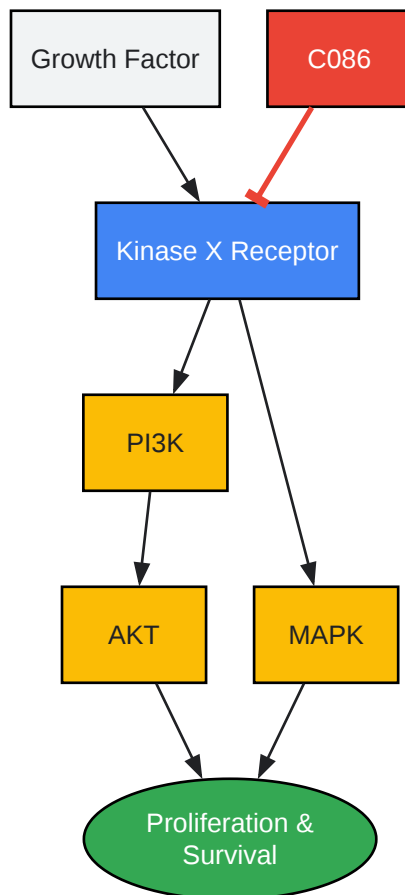 Growth Factor
C086
Kinase X Receptor
PI3K
AKT
MAPK
Proliferation &
Survival